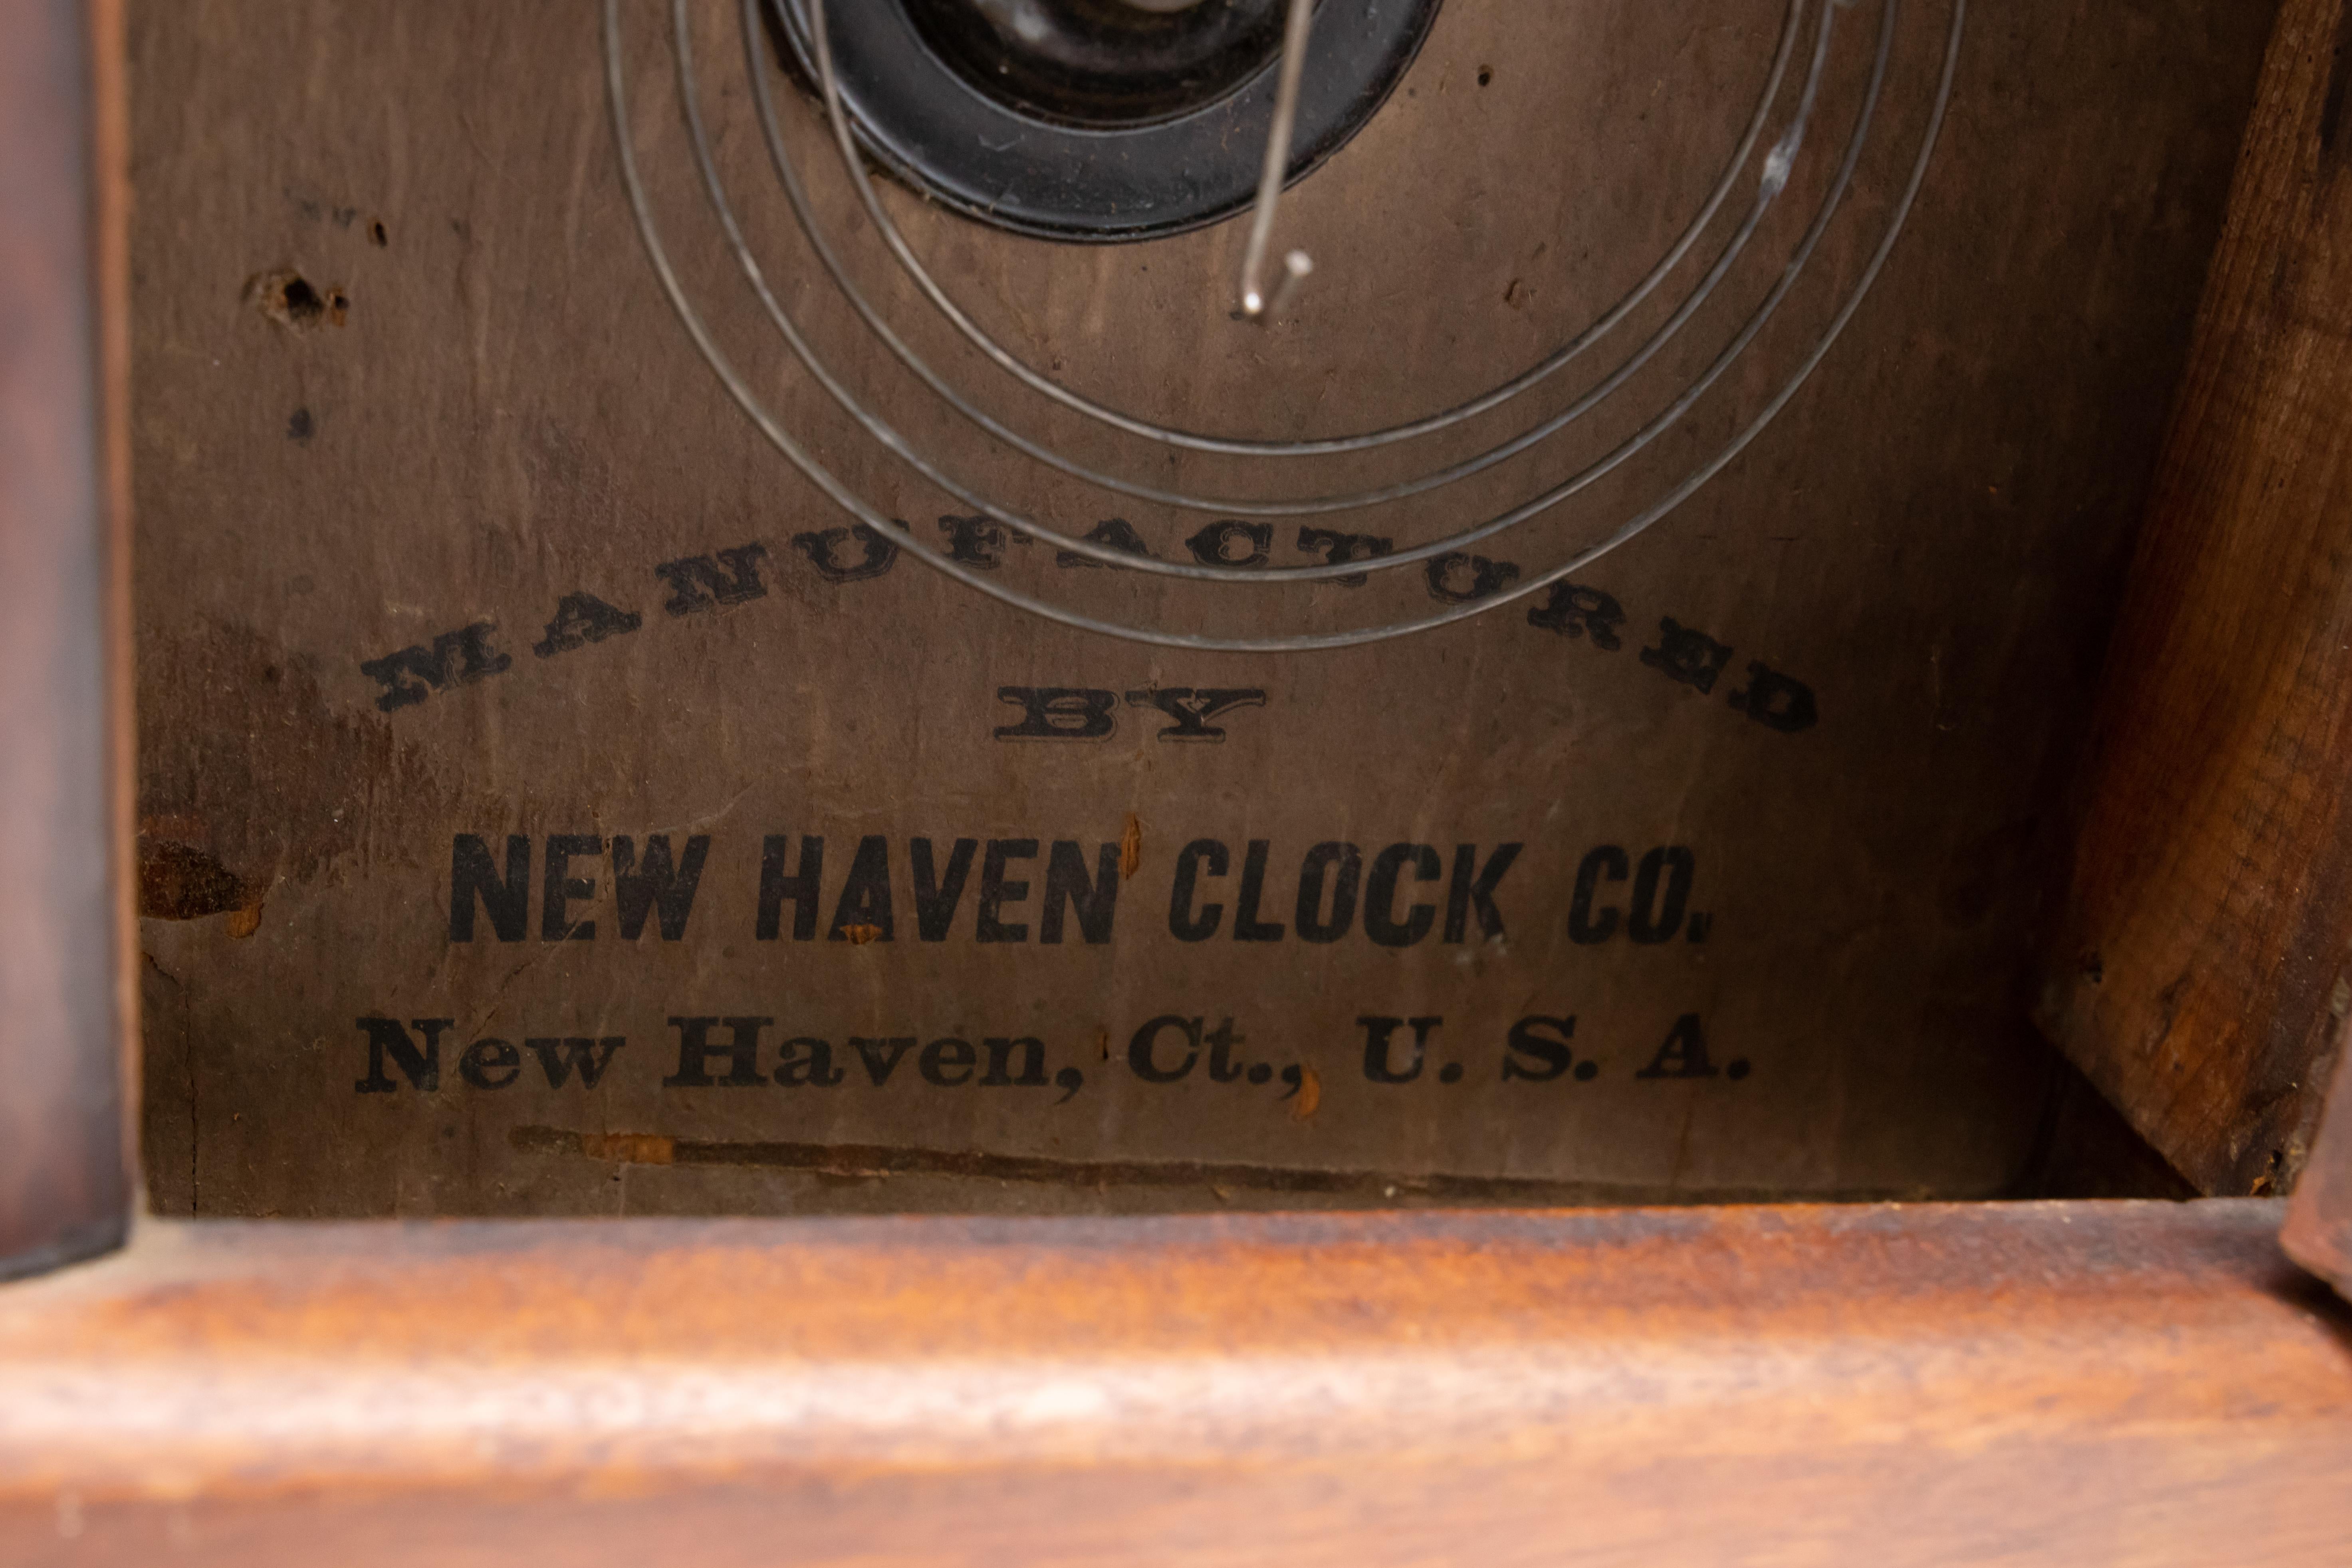 MANUFACTURED
BY
NEW HAVEN CLOCK CO.
New Haven, Ct., U. S. A.